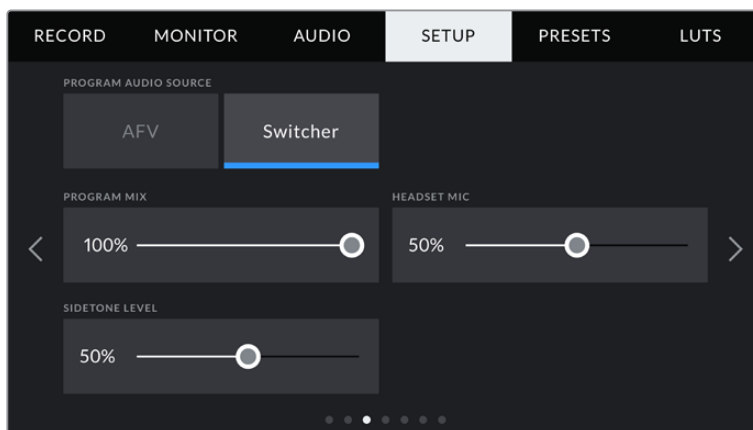 RECORD MONITOR AUDIO SETUP PRESETS LUTS
PROGRAM AUDIO SOURCE
AFV Switcher
PROGRAM MIX HEADSET MIC
100% 50%
SIDETONE LEVEL
50%